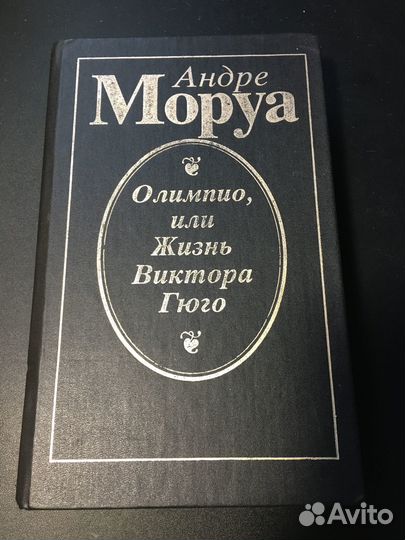 Андре
Моруа
Олимпио,
или
Жизнь
Виктора
Гюго
Avito